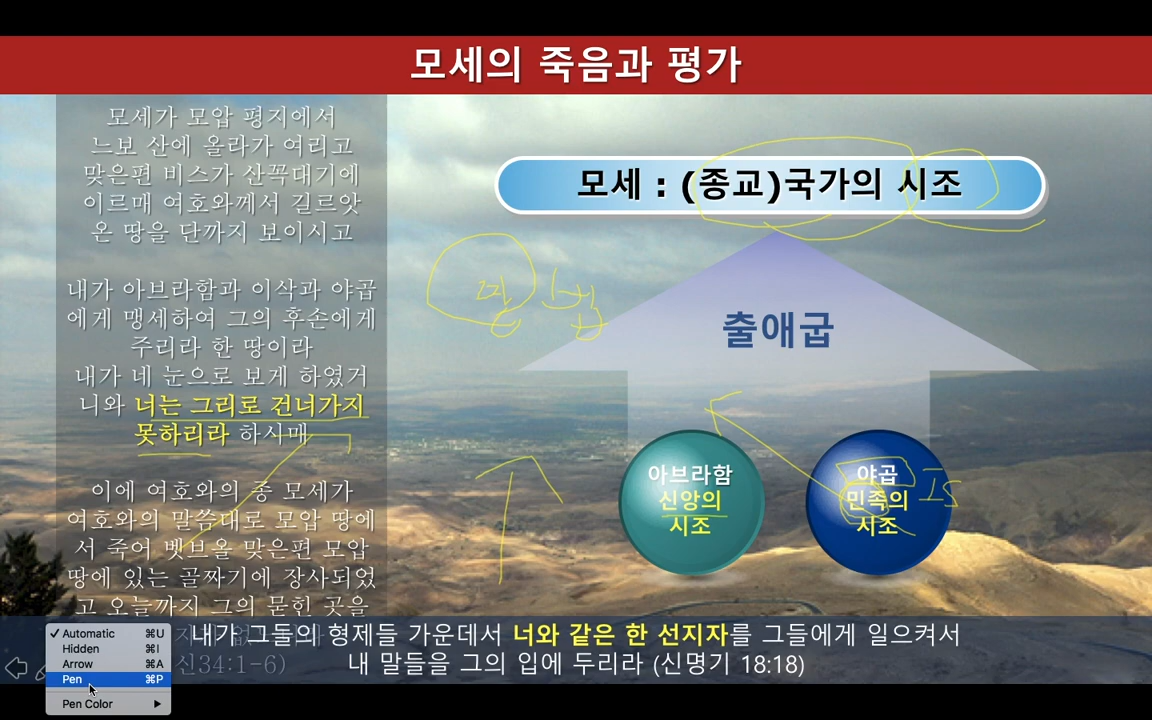 모세의 죽음과 평가
모세가 모압 평지에서
느보 산에 올라가 여리고
맞은편 비스가 산꼭대기에
이르매 여호와께서 길르앗
온 땅을 단까지 보이시고
내가 아브라함과 이삭과 야곱
에게 맹세하여 그의 후손에게
주리라 한 땅이라
내가 네 눈으로 보게 하였거
니와 너는 그리로 건너가지
못하리라 하시매
이에 여호와의 종 모세가
여호와의 말씀대로 모압 땅에
서 죽어 벳브올 맞은편 모압
땅에 있는 골짜기에 장사되었
고 오늘까지 그의 묻힌 곳을
신34:1-6)
모세 : (종교)국가의 시조
땅 법
출애굽
아브라함
신앙의
시조
야곱
민족의
시조
IS
내가 그들의 형제들 가운데서 너와 같은 한 선지자를 그들에게 일으켜서
내 말들을 그의 입에 두리라 (신명기 18:18)
Automatic ⌘U
Hidden ⌘I
Arrow ⌘A
Pen ⌘P
Pen Color